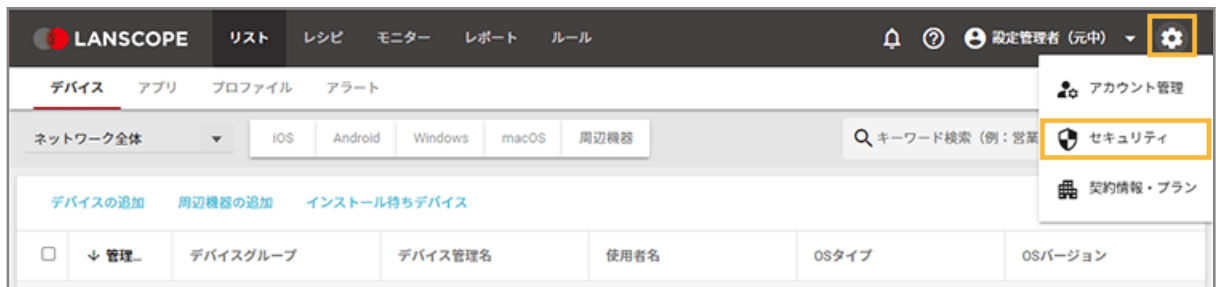 LANSCOPE リスト レシピ モニター レポート ルール 設定管理者（元中）
デバイス アプリ プロファイル アラート
アカウント管理
ネットワーク全体 iOS Android Windows macOS 周辺機器 キーワード検索（例：営業
セキュリティ
契約情報・プラン
デバイスの追加 周辺機器の追加 インストール待ちデバイス
管理... デバイスグループ デバイス管理名 使用者名 OSタイプ OSバージョン